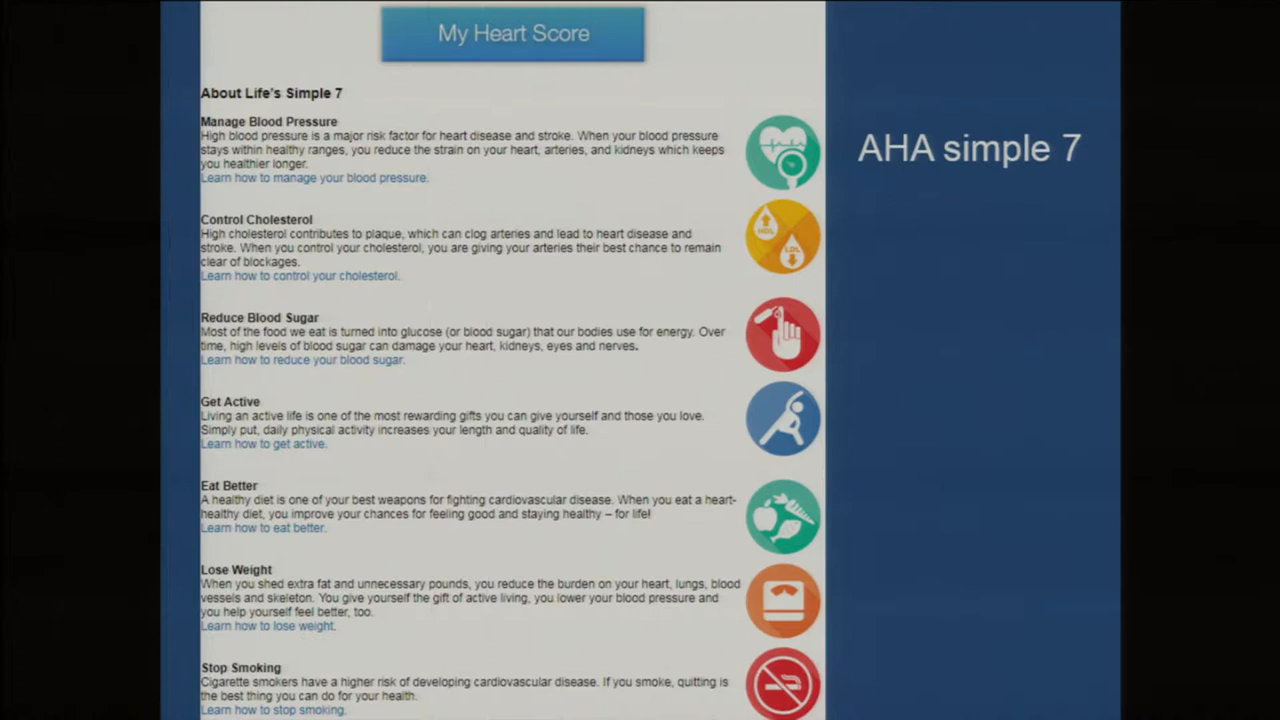 My Heart Score
About Life's Simple 7
Manage Blood Pressure
High blood pressure is a major risk factor for heart disease and stroke. When your blood pressure
stays within healthy ranges, you reduce the strain on your heart, arteries, and kidneys which keeps
you healthier longer.
Learn how to manage your blood pressure.
Control Cholesterol
High cholesterol contributes to plaque, which can clog arteries and lead to heart disease and
stroke. When you control your cholesterol, you are giving your arteries their best chance to remain
clear of blockages.
Learn how to control your cholesterol.
HDL
LDL
Reduce Blood Sugar
Most of the food we eat is turned into glucose (or blood sugar) that our bodies use for energy. Over
time, high levels of blood sugar can damage your heart, kidneys, eyes and nerves.
Learn how to reduce your blood sugar.
Get Active
Living an active life is one of the most rewarding gifts you can give yourself and those you love.
Simply put, daily physical activity increases your length and quality of life.
Learn how to get active.
Eat Better
A healthy diet is one of your best weapons for fighting cardiovascular disease. When you eat a heart-
healthy diet, you improve your chances for feeling good and staying healthy – for life!
Learn how to eat better.
Lose Weight
When you shed extra fat and unnecessary pounds, you reduce the burden on your heart, lungs, blood
vessels and skeleton. You give yourself the gift of active living, you lower your blood pressure and
you help yourself feel better, too.
Learn how to lose weight.
Stop Smoking
Cigarette smokers have a higher risk of developing cardiovascular disease. If you smoke, quitting is
the best thing you can do for your health.
Learn how to stop smoking.
AHA simple 7